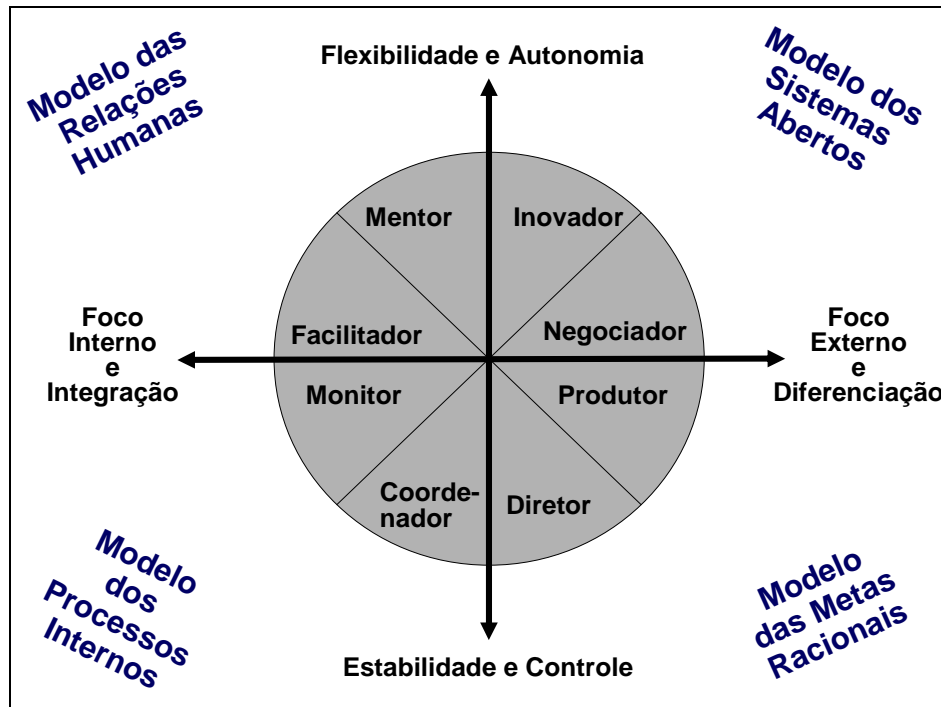 Modelo das
Relações
Humanas
Flexibilidade e Autonomia
Modelo dos
Sistemas
Abertos
Mentor
Inovador
Foco
Interno
e
Integração
Facilitador
Negociador
Foco
Externo
e
Diferenciação
Monitor
Produtor
Coorde-
nador
Diretor
Modelo
dos
Processos
Internos
Estabilidade e Controle
Modelo
das Metas
Racionais